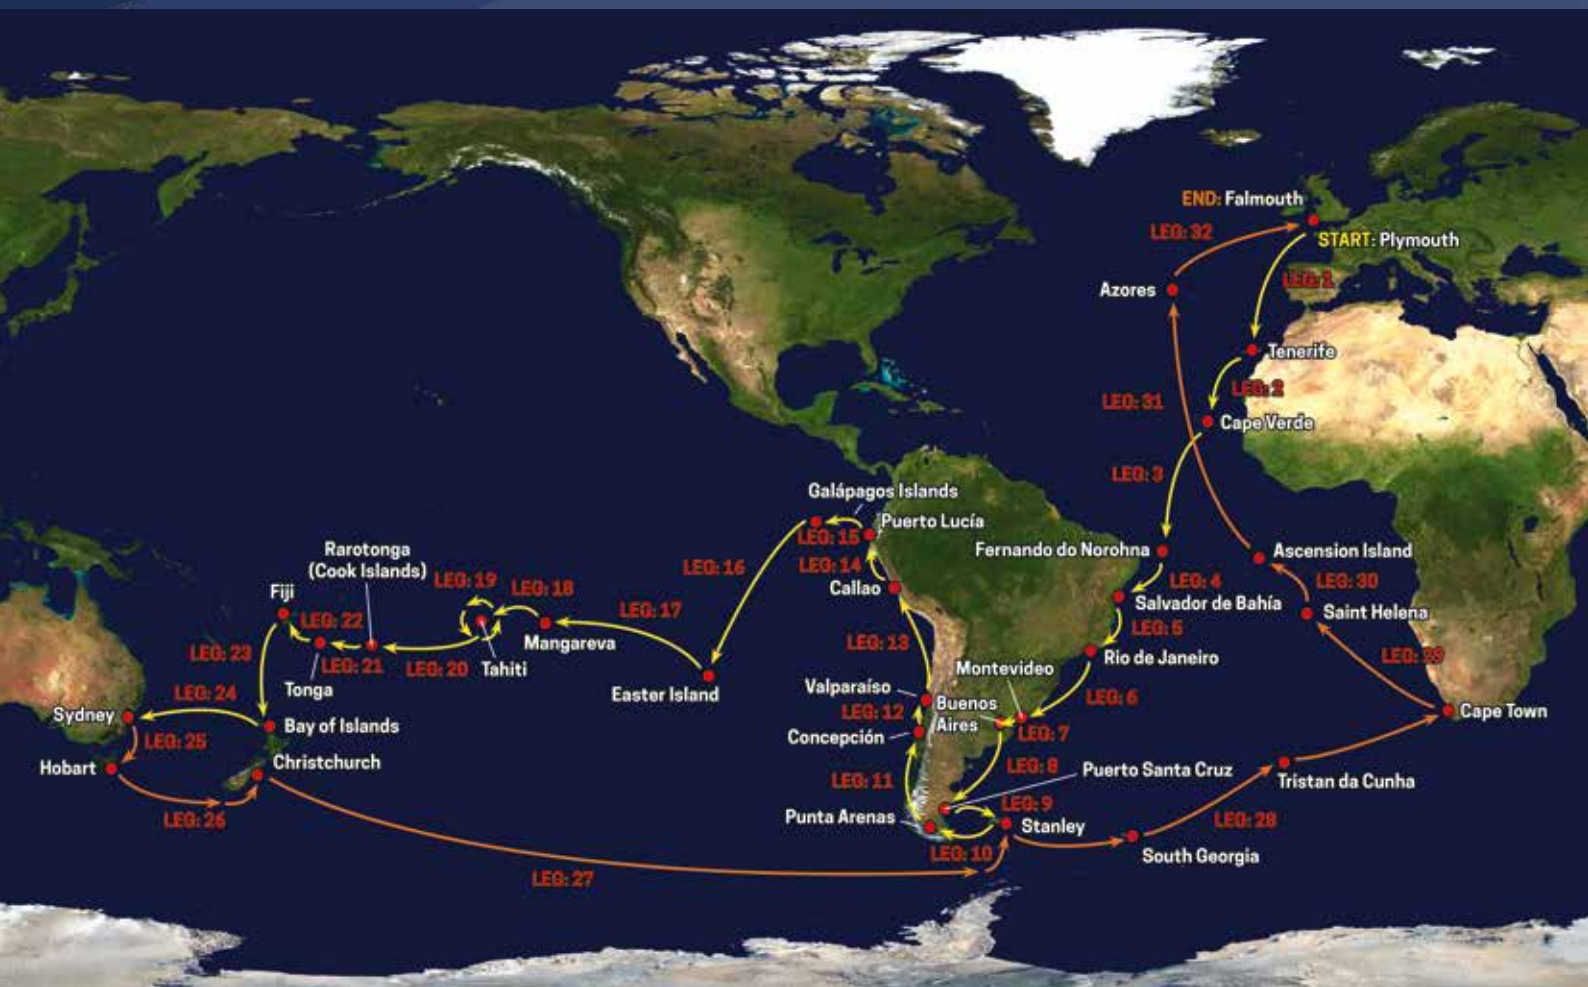 END: Falmouth
LEG: 32
START: Plymouth
LEG: 1
Azores
Tenerife
LEG: 2
LEG: 31
Cape Verde
LEG: 3
Galápagos Islands
Puerto Lucía
LEG: 15
Fernando do Norohna
Ascension Island
Rarotonga
(Cook Islands)
LEG: 16
LEG: 14
LEG: 19
LEG: 18
Callao
LEG: 4
LEG: 30
Fiji
LEG: 17
Salvador de Bahía
Saint Helena
LEG: 22
LEG: 5
Mangareva
LEG: 13
LEG: 23
LEG: 21
LEG: 20
Tahiti
Montevideo
Rio de Janeiro
LEG: 29
Tonga
Easter Island
Valparaíso
LEG: 24
LEG: 6
Buenos
Aires
LEG: 12
Sydney
Cape Town
Bay of Islands
LEG: 7
Concepción
LEG: 25
Christchurch
LEG: 8
Puerto Santa Cruz
Hobart
LEG: 11
Tristan da Cunha
LEG: 9
Punta Arenas
LEG: 26
Stanley
LEG: 28
LEG: 10
South Georgia
LEG: 27